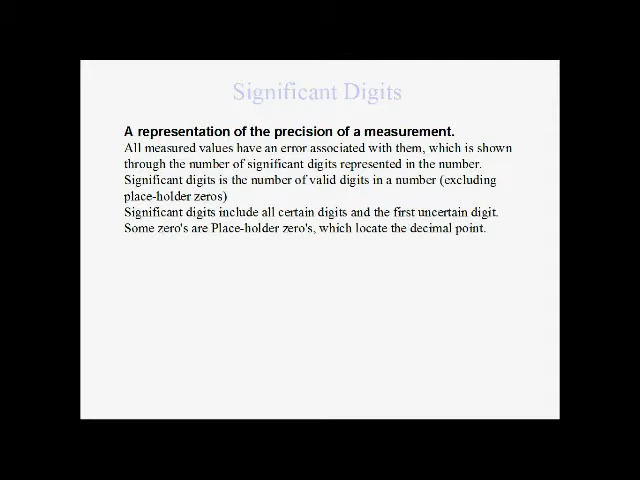 Significant Digits
A representation of the precision of a measurement.
All measured values have an error associated with them, which is shown
through the number of significant digits represented in the number.
Significant digits is the number of valid digits in a number (excluding
place-holder zeros)
Significant digits include all certain digits and the first uncertain digit.
Some zero's are Place-holder zero's, which locate the decimal point.